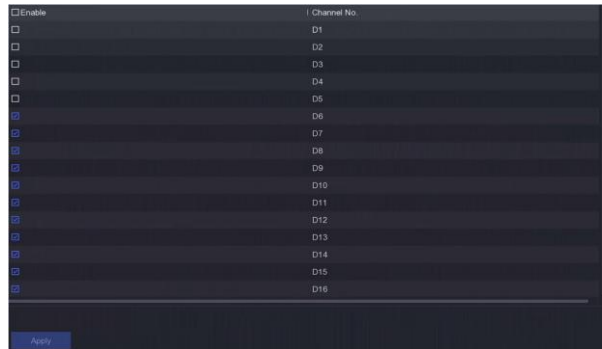 Enable Channel No.
D1
D2
D3
D4
D5
D6
D7
D8
D9
D10
D11
D12
D13
D14
D15
D16
Apply